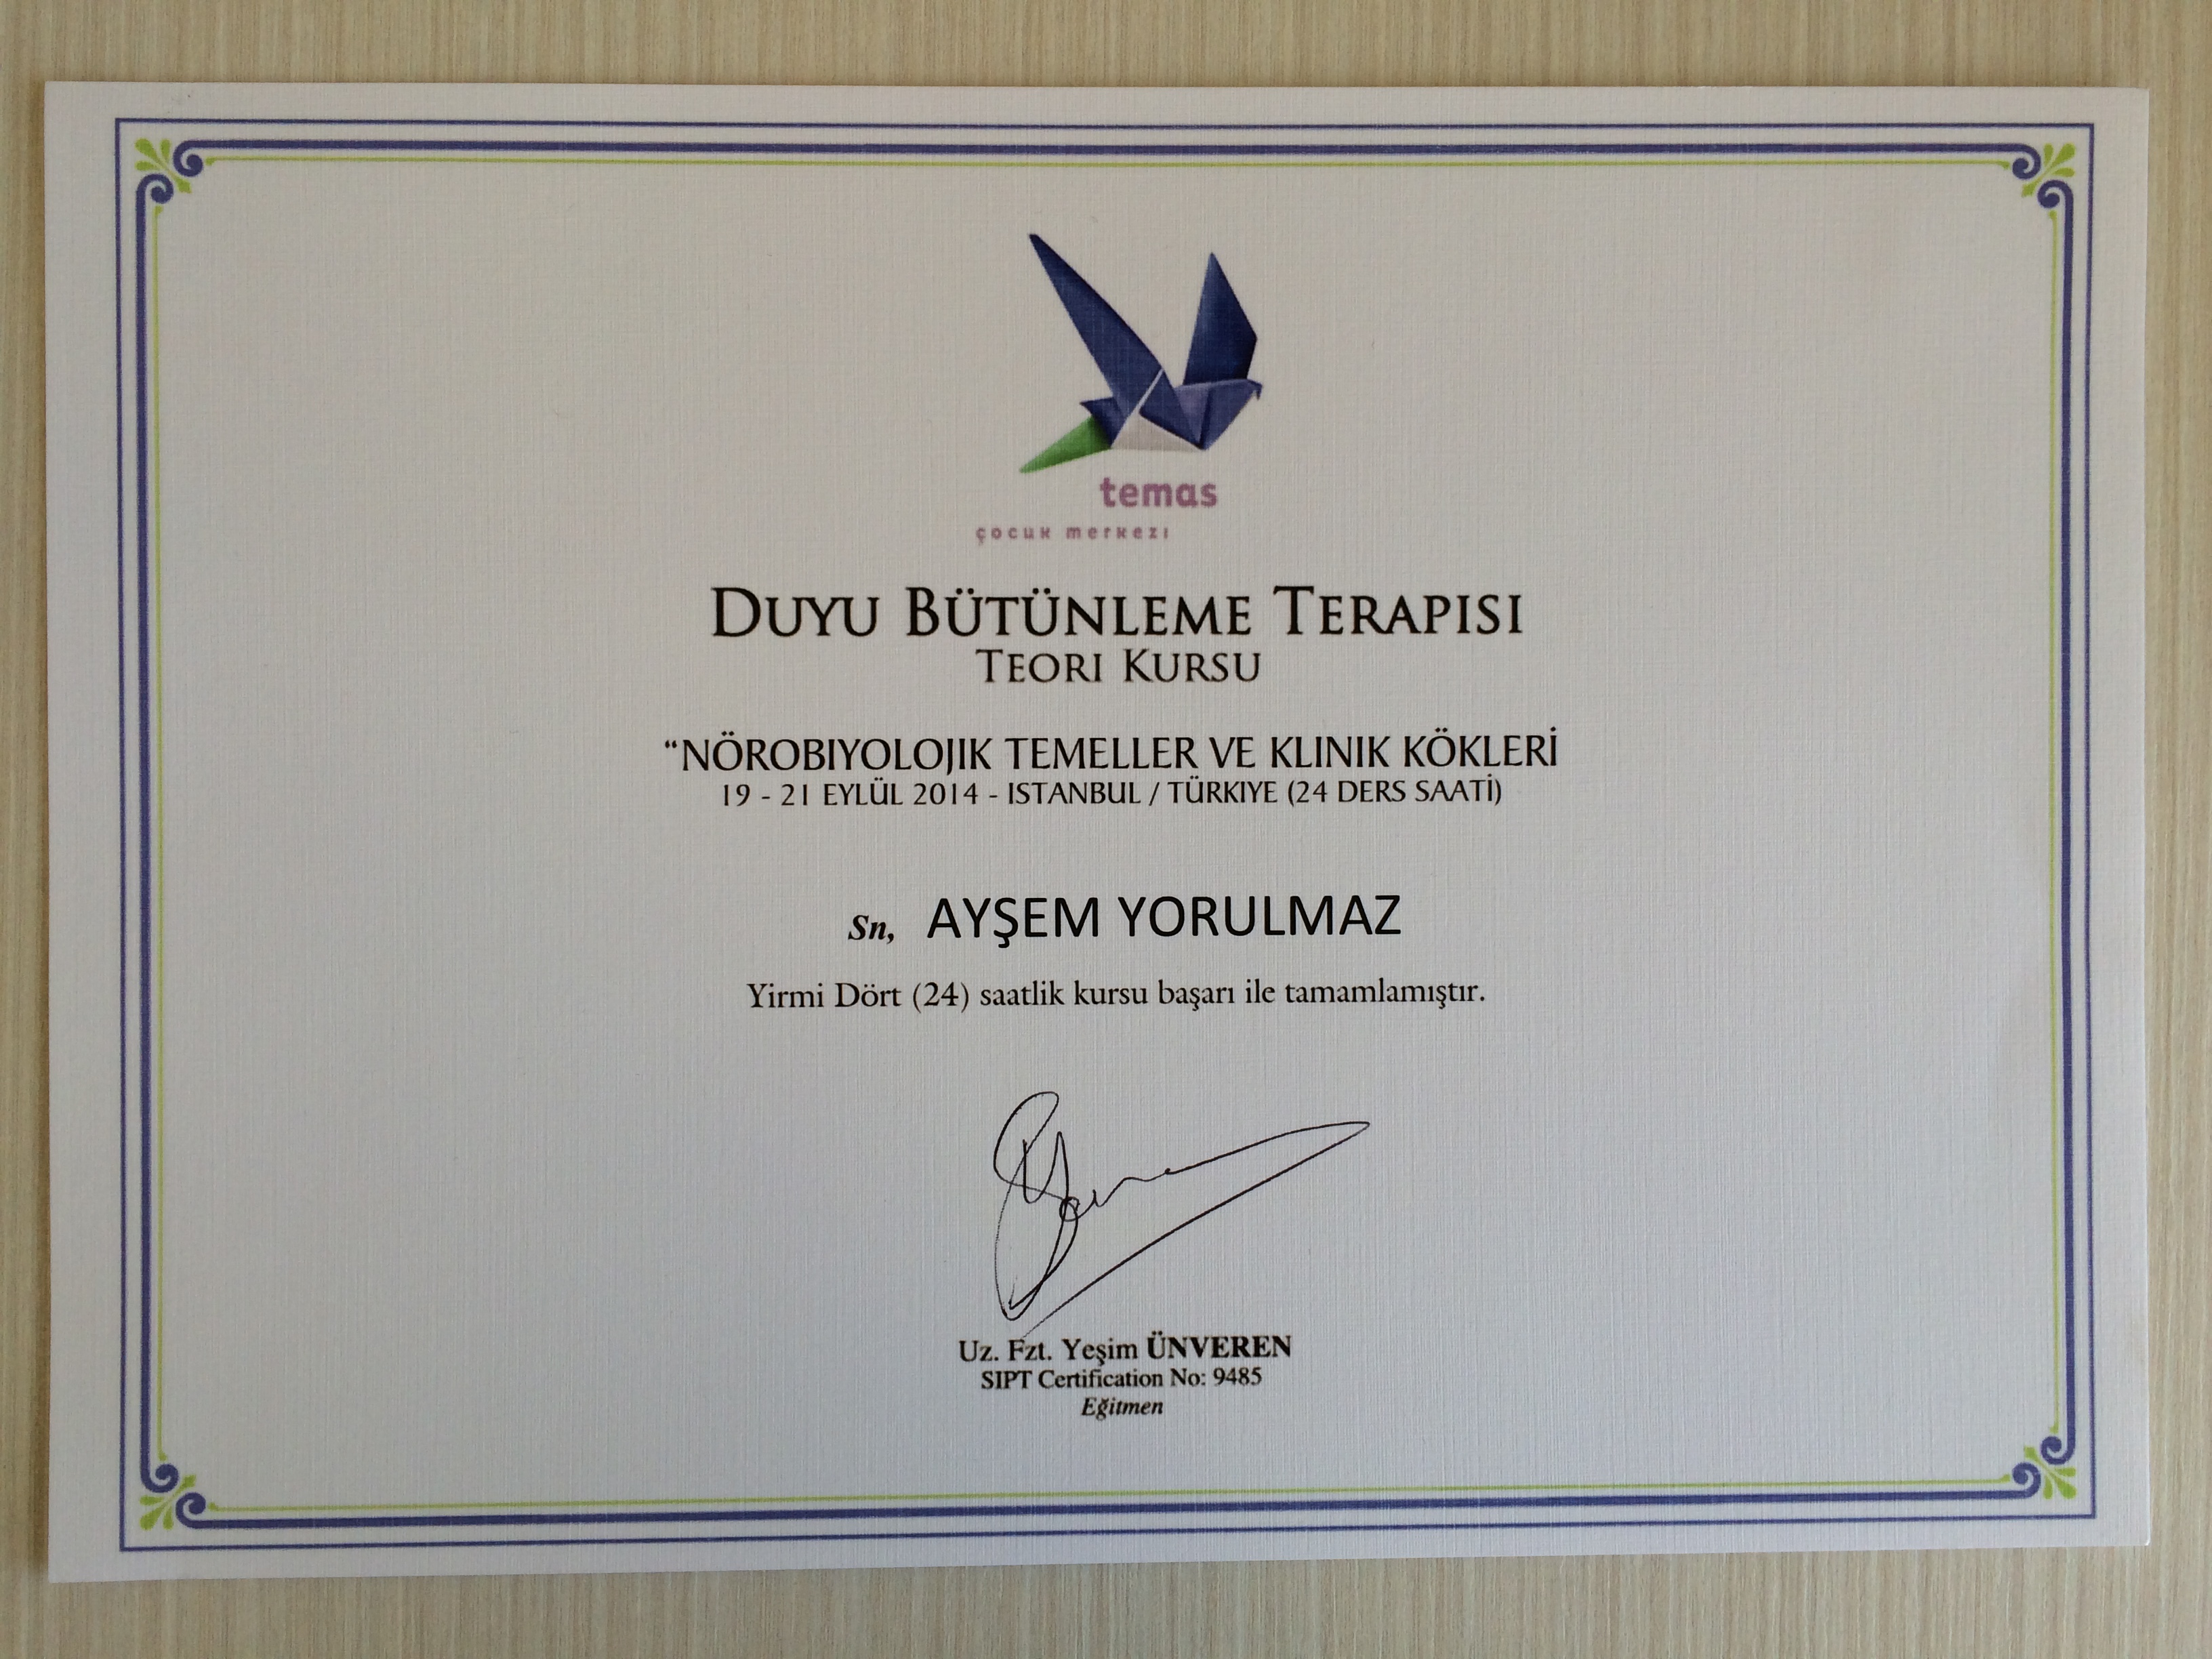 temas
çocuk merkezi
DUYU BÜTÜNLEME TERAPISI
TEORI KURSU
“NÖROBIYOLOJIK TEMELLER VE KLINIK KÖKLERİ
19 - 21 EYLÜL 2014 - ISTANBUL / TÜRKIYE (24 DERS SAATİ)
Sn, AYŞEM YORULMAZ
Yirmi Dört (24) saatlik kursu başarı ile tamamlamıştır.
Uz. Fzt. Yeşim ÜNVEREN
SIPT Certification No: 9485
Eğitmen